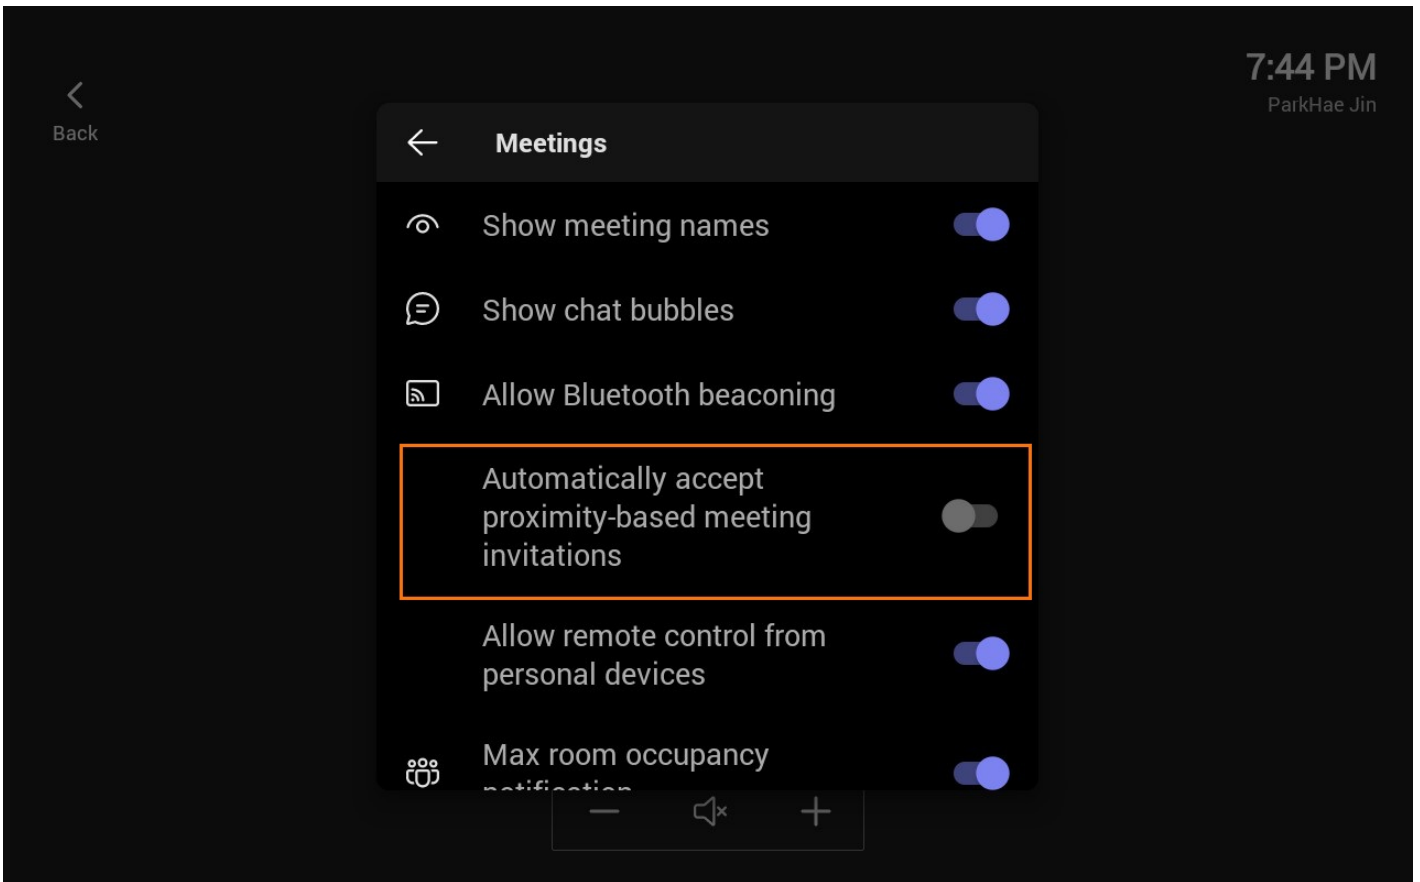 7:44 PM
ParkHae Jin
Back
Meetings
Show meeting names
Show chat bubbles
Allow Bluetooth beaconing
Automatically accept
proximity-based meeting
invitations
Allow remote control from
personal devices
Max room occupancy
notification